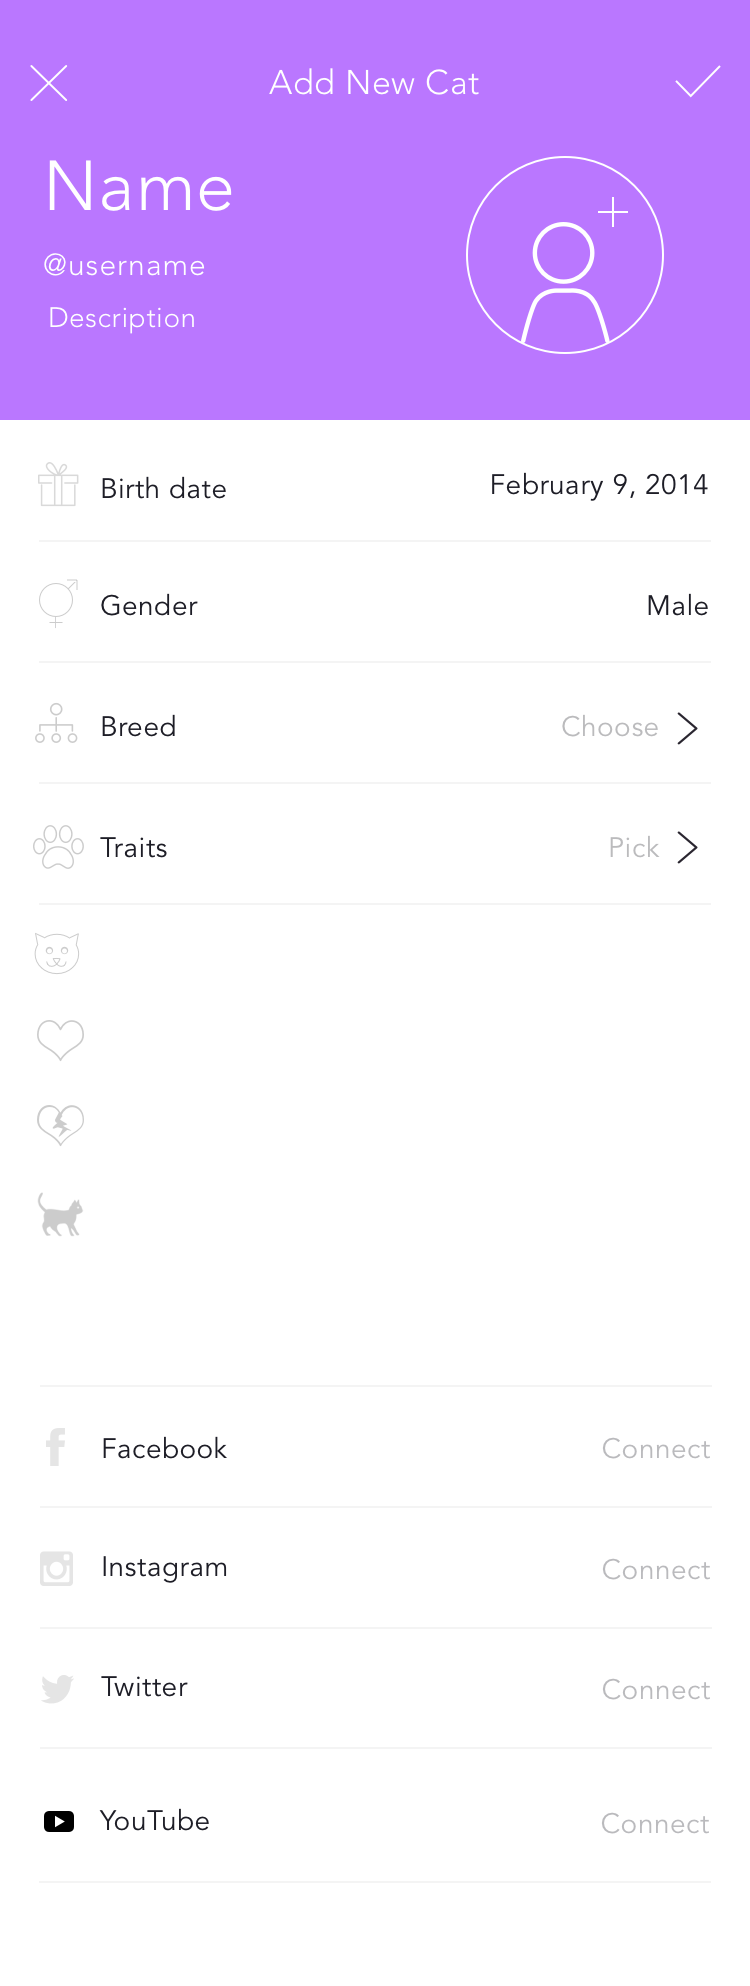 Add New Cat
Name
@username
Description
Birth date February 9, 2014
Gender Male
Breed Choose
Traits Pick
Facebook Connect
Instagram Connect
Twitter Connect
YouTube Connect